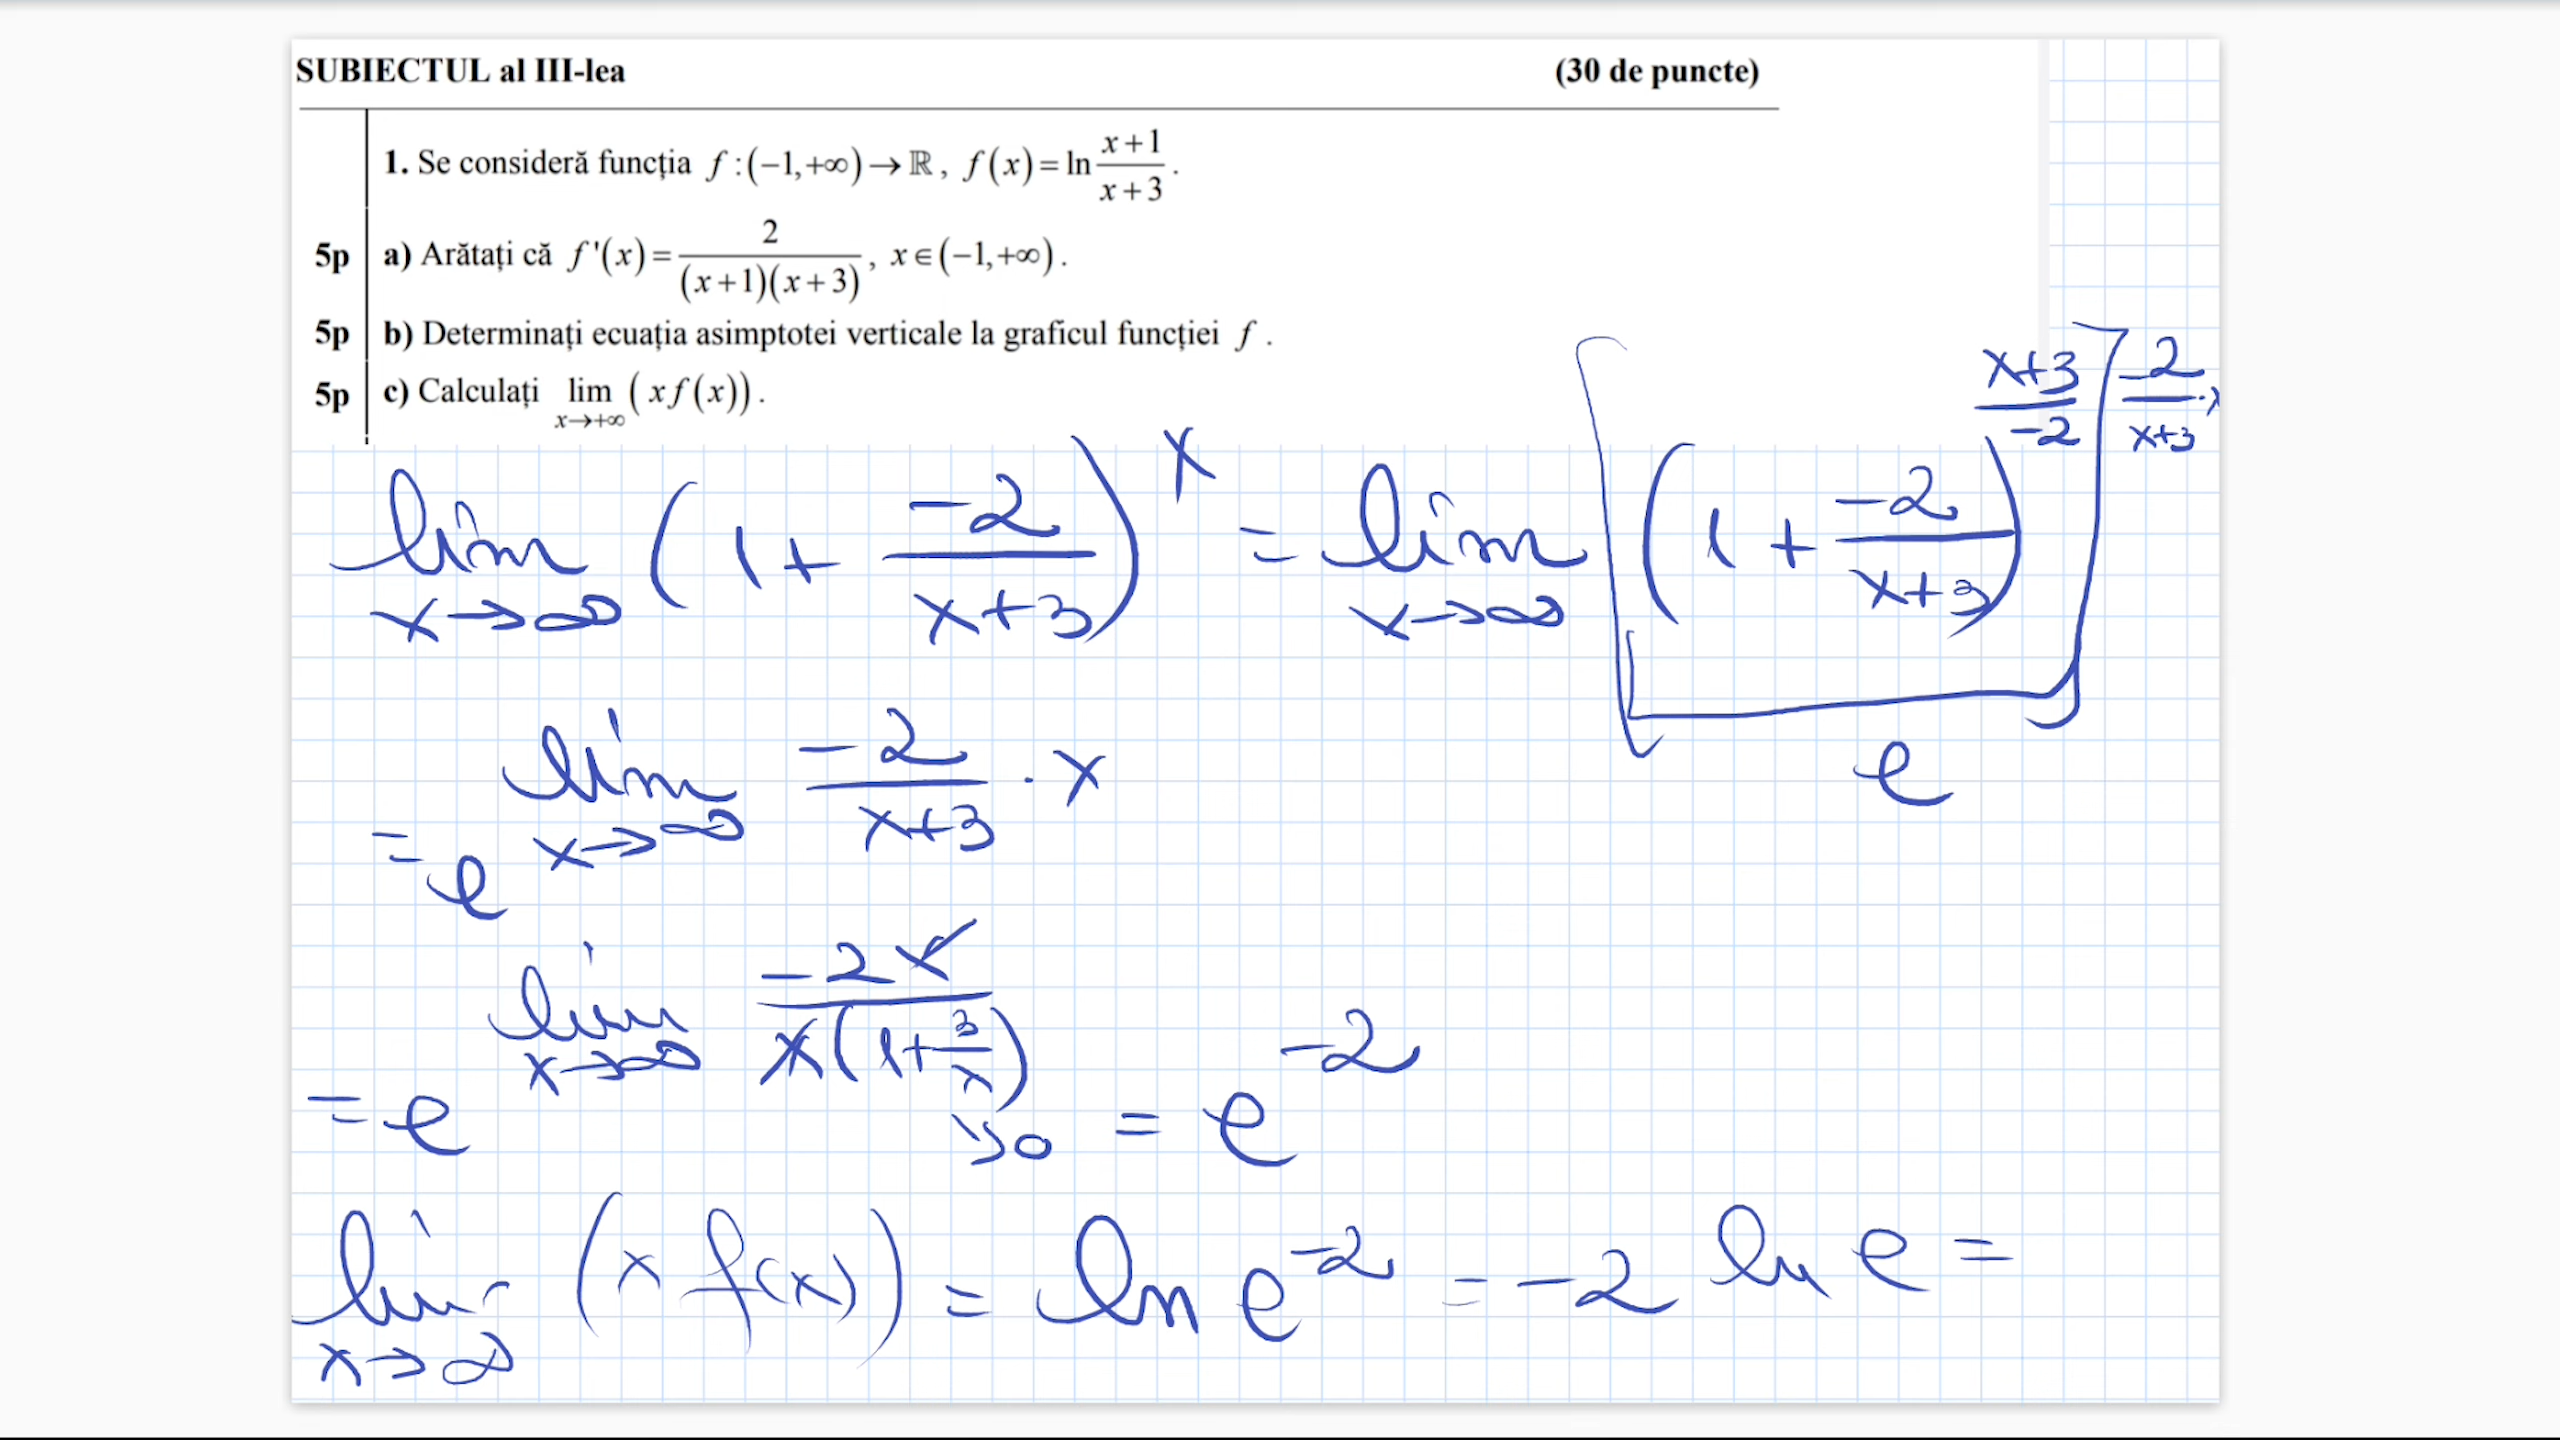 SUBIECTUL al III-lea (30 de puncte)
1. Se consideră funcția f :(−1,+∞)→ℝ, f(x)=ln (x+1)/(x+3).
5p a) Arătați că f'(x)= 2/((x+1)(x+3)), x∈(−1,+∞).
5p b) Determinați ecuația asimptotei verticale la graficul funcției f.
5p c) Calculați lim x→+∞ (xf(x)).
lim x→∞ (1 + −2/(x+3))^x = lim x→∞ [(1 + −2/(x+3))^((x+3)/−2)]^(−2/(x+3)·x)
e
= e^(lim x→∞ −2/(x+3) · x)
= e^(lim x→∞ −2x/(x(1+3/x))) = e^−2
↘0
lim x→∞ (x f(x)) = ln e^−2 = −2 ln e =